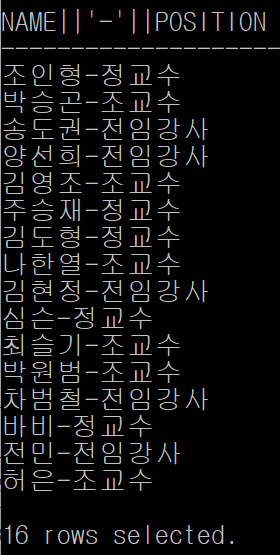 NAME||'-'||POSITION
--------------------
조인형-정교수
박승곤-조교수
송도권-전임강사
양선희-전임강사
김영조-조교수
주승재-정교수
김도형-정교수
나한열-조교수
김현정-전임강사
심슨-정교수
최슬기-조교수
박원범-조교수
차범철-전임강사
바비-정교수
전민-전임강사
허은-조교수
16 rows selected.